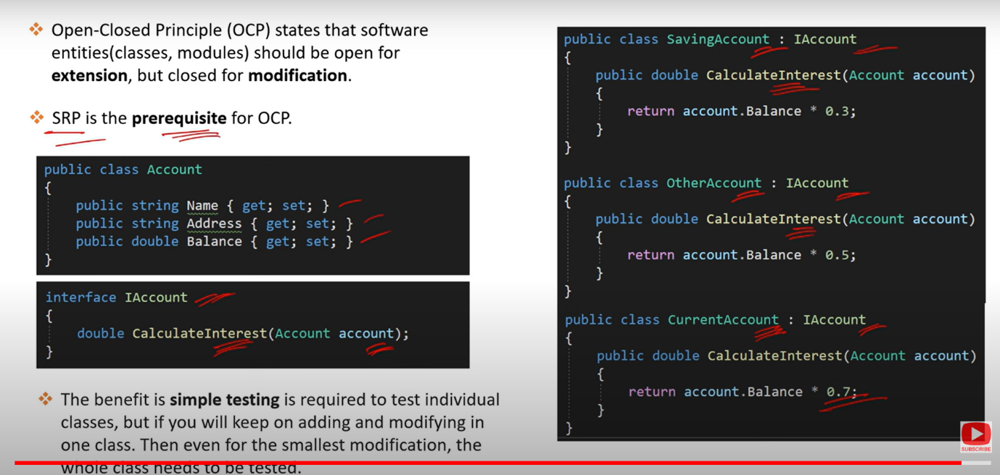 Open-Closed Principle (OCP) states that software
entities(classes, modules) should be open for
extension, but closed for modification.
SRP is the prerequisite for OCP.
public class Account
{
public string Name { get; set; }
public string Address { get; set; }
public double Balance { get; set; }
}
interface IAccount
{
double CalculateInterest(Account account);
}
The benefit is simple testing is required to test individual
classes, but if you will keep on adding and modifying in
one class. Then even for the smallest modification, the
whole class needs to be tested.
public class SavingAccount : IAccount
{
public double CalculateInterest(Account account)
{
return account.Balance * 0.3;
}
}
public class OtherAccount : IAccount
{
public double CalculateInterest(Account account)
{
return account.Balance * 0.5;
}
}
public class CurrentAccount : IAccount
{
public double CalculateInterest(Account account)
{
return account.Balance * 0.7;
}
}
SUBSCRIBE